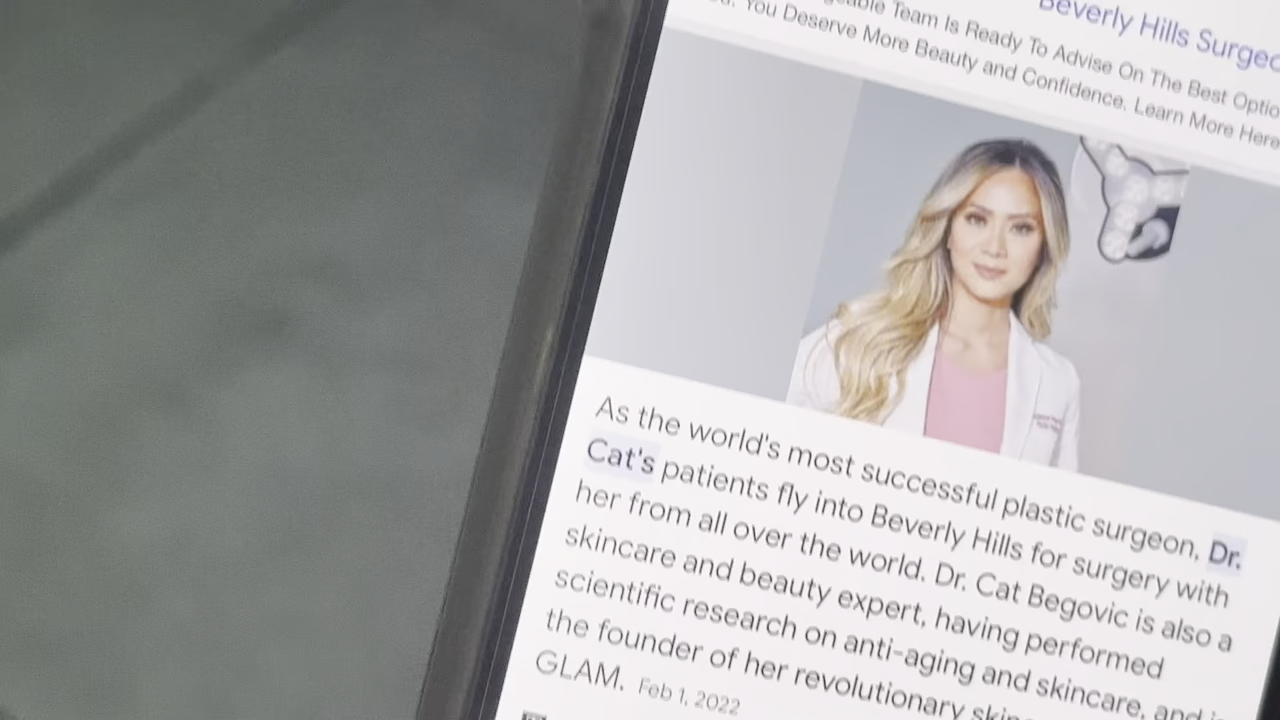 Beverly Hills Surgeo
Team Is Ready To Advise On The Best Optio
You Deserve More Beauty and Confidence. Learn More Here
As the world's most successful plastic surgeon, Dr.
Cat's patients fly into Beverly Hills for surgery with
her from all over the world. Dr. Cat Begovic is also a
skincare and beauty expert, having performed
scientific research on anti-aging and skincare, and is
the founder of her revolutionary
GLAM. Feb 1, 2022